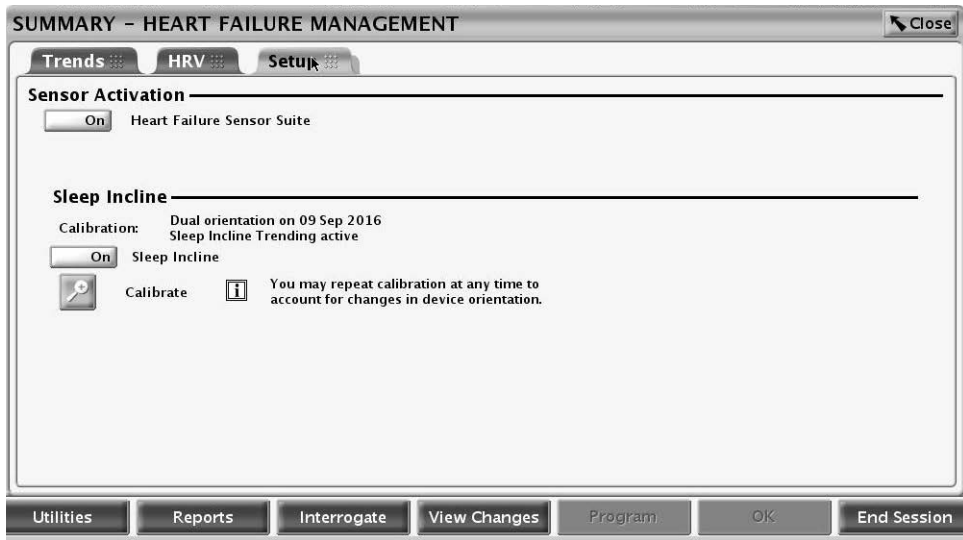 SUMMARY – HEART FAILURE MANAGEMENT
Close
Trends
HRV
Setup
Sensor Activation
On Heart Failure Sensor Suite
Sleep Incline
Calibration: Dual orientation on 09 Sep 2016
Sleep Incline Trending active
On Sleep Incline
Calibrate i You may repeat calibration at any time to
account for changes in device orientation.
Utilities Reports Interrogate View Changes Program OK End Session